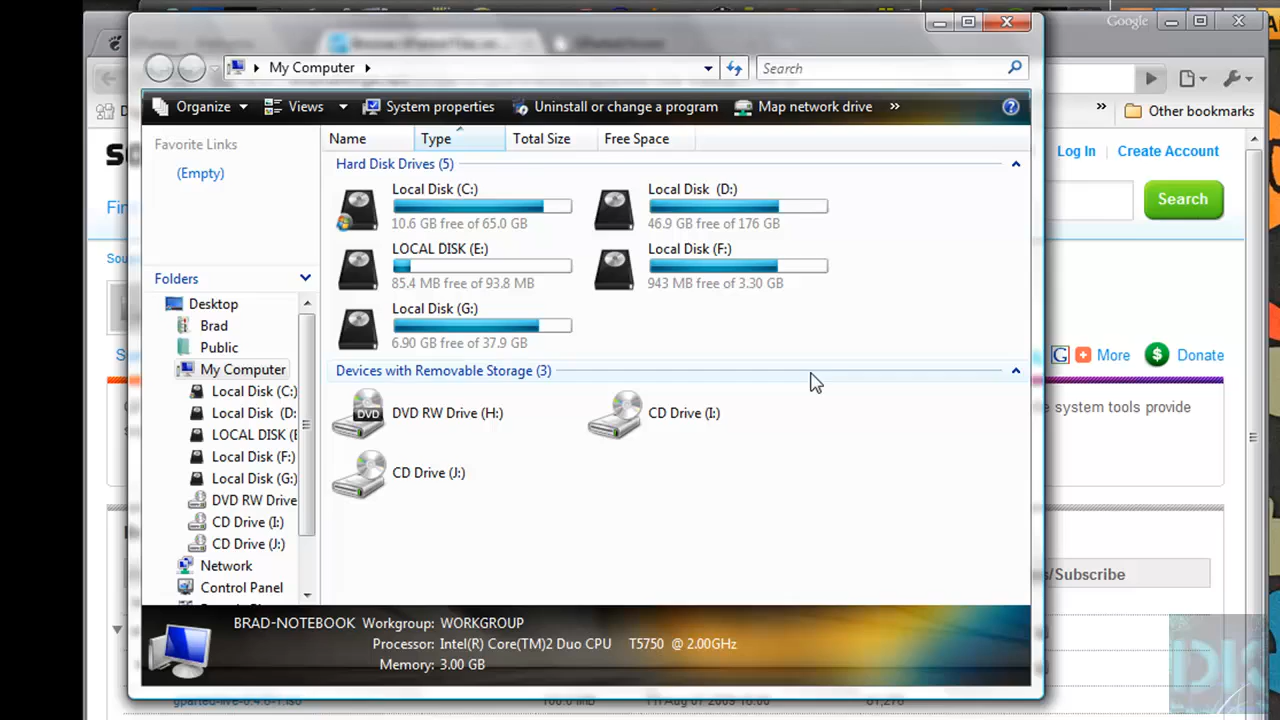 Google
My Computer
Search
Organize
Views
System properties
Uninstall or change a program
Map network drive
»
»
Other bookmarks
Favorite Links
(Empty)
Name
Type
Total Size
Free Space
Log In
Create Account
Search
Hard Disk Drives (5)
Local Disk (C:)
10.6 GB free of 65.0 GB
Local Disk (D:)
46.9 GB free of 176 GB
LOCAL DISK (E:)
85.4 MB free of 93.8 MB
Local Disk (F:)
943 MB free of 3.30 GB
Local Disk (G:)
6.90 GB free of 37.9 GB
Devices with Removable Storage (3)
DVD RW Drive (H:)
CD Drive (I:)
CD Drive (J:)
Folders
Desktop
Brad
Public
My Computer
Local Disk (C:)
Local Disk (D:
LOCAL DISK (E
Local Disk (F:)
Local Disk (G:)
DVD RW Drive
CD Drive (I:)
CD Drive (J:)
Network
Control Panel
More
Donate
e system tools provide
s/Subscribe
BRAD-NOTEBOOK Workgroup: WORKGROUP
Processor: Intel(R) Core(TM)2 Duo CPU T5750 @ 2.00GHz
Memory: 3.00 GB
DK